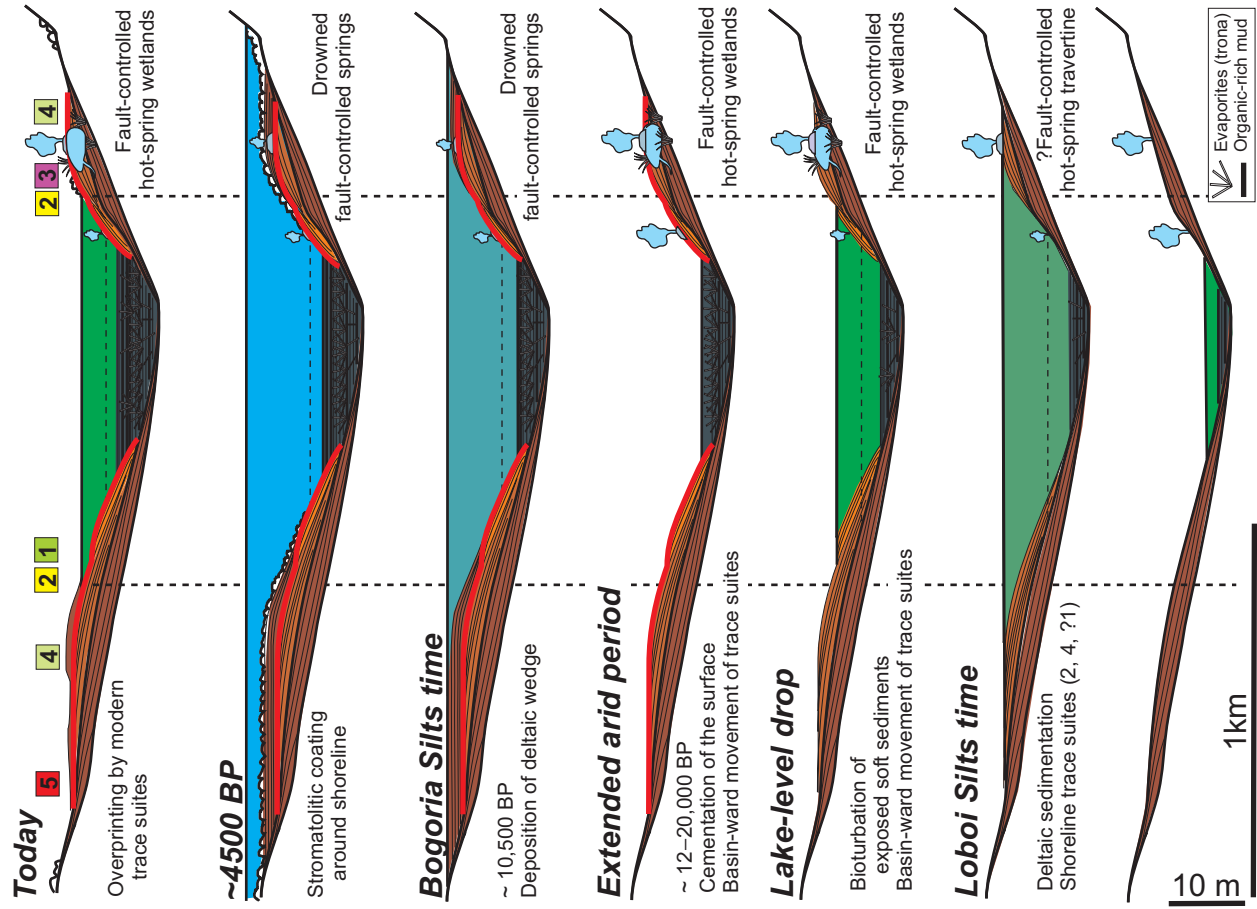 Today
5
4
2
1
2
3
4
Overprinting by modern
trace suites
Fault-controlled
hot-spring wetlands
~4500 BP
Stromatolitic coating
around shoreline
Drowned
fault-controlled springs
Bogoria Silts time
~ 10,500 BP
Deposition of deltaic wedge
Drowned
fault-controlled springs
Extended arid period
~ 12–20,000 BP
Cementation of the surface
Basin-ward movement of trace suites
Fault-controlled
hot-spring wetlands
Lake-level drop
Bioturbation of
exposed soft sediments
Basin-ward movement of trace suites
Fault-controlled
hot-spring wetlands
Loboi Silts time
Deltaic sedimentation
Shoreline trace suites (2, 4, ?1)
?Fault-controlled
hot-spring travertine
10 m
1km
Evaporites (trona)
Organic-rich mud